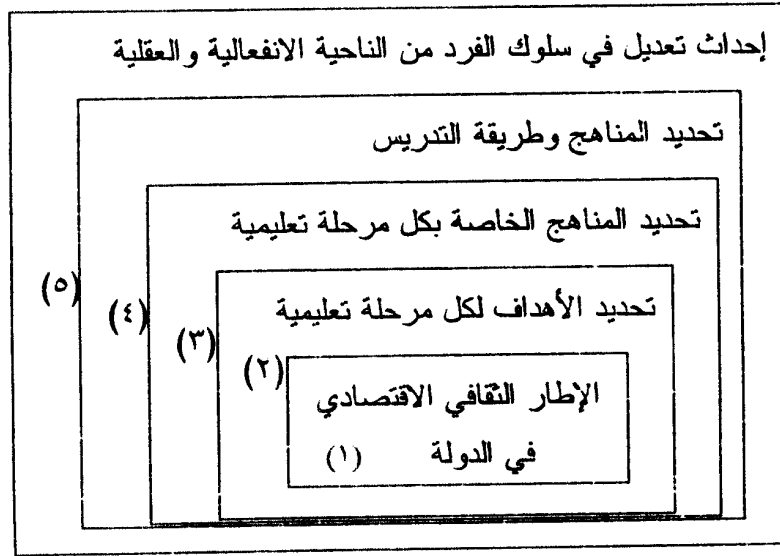 إحداث تعديل في سلوك الفرد من الناحية الانفعالية والعقلية
تحديد المناهج وطريقة التدريس
تحديد المناهج الخاصة بكل مرحلة تعليمية
تحديد الأهداف لكل مرحلة تعليمية
الإطار الثقافي الاقتصادي
في الدولة (١)
(٢)
(٣)
(٤)
(٥)